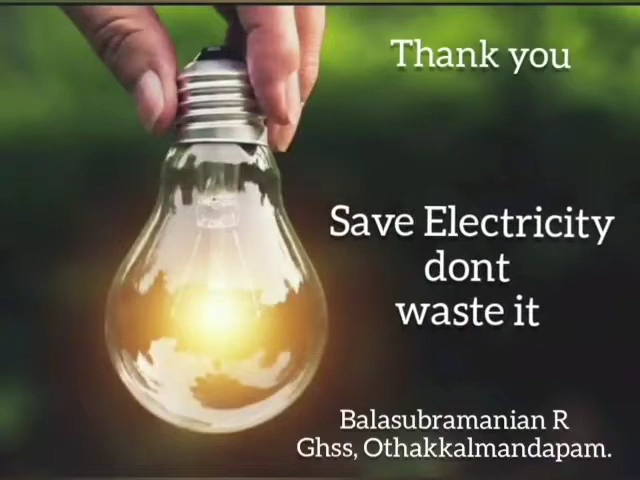 Thank you
Save Electricity
dont
waste it
Balasubramanian R
Ghss, Othakkalmandapam.